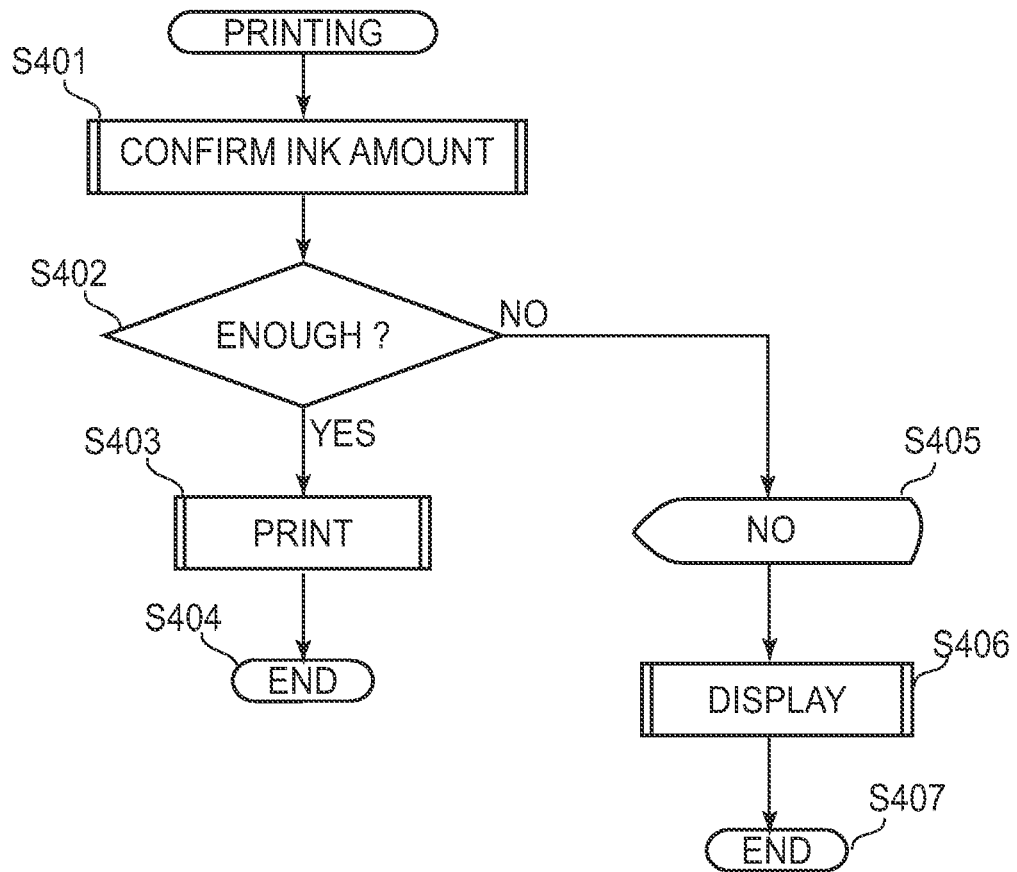 PRINTING
S401
CONFIRM INK AMOUNT
S402
ENOUGH ?
NO
YES
S403
PRINT
S404
END
S405
NO
S406
DISPLAY
S407
END